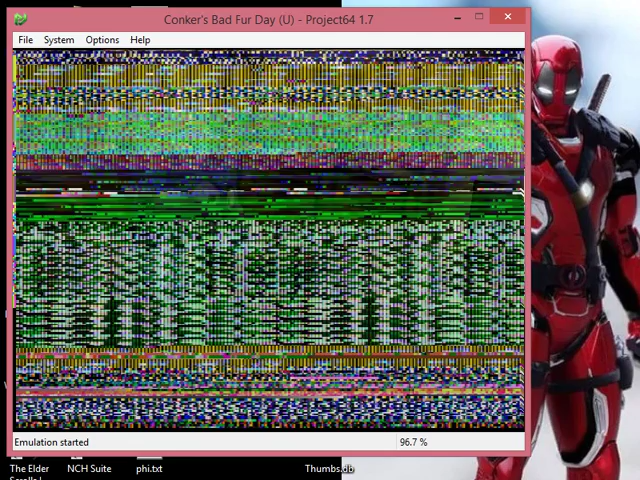 Conker's Bad Fur Day (U) - Project64 1.7
File System Options Help
Emulation started 96.7 %
The Elder NCH Suite phi.txt Thumbs.db
Scrolls I